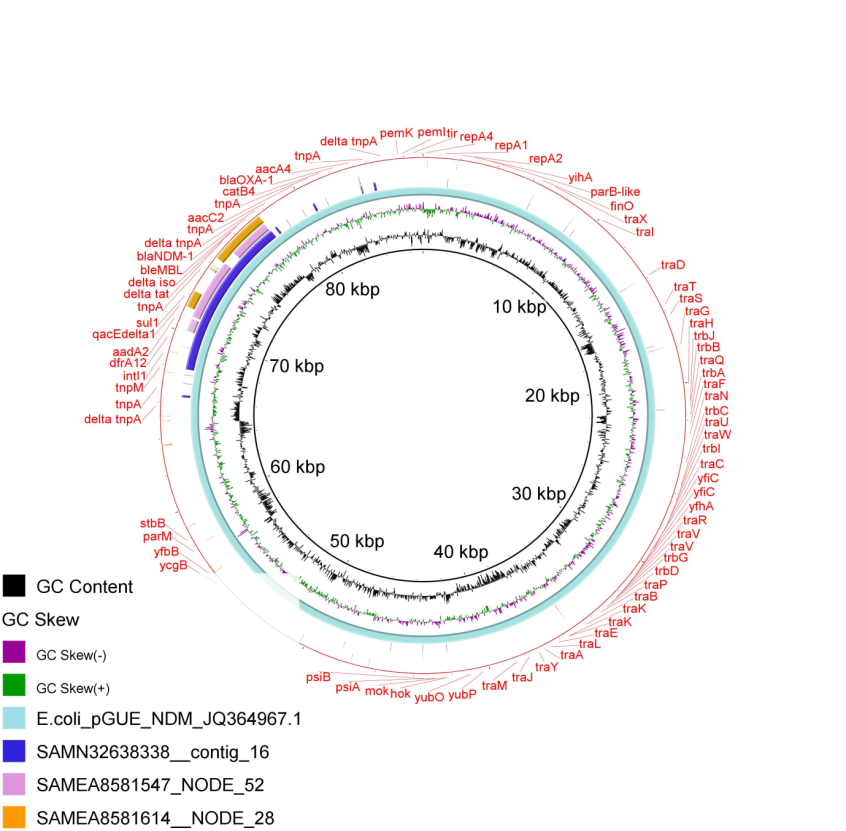 pemK
pemI
tir
repA4
repA1
repA2
yihA
parB-like
finO
traX
traI
traD
traT
traS
traG
traH
trbJ
trbB
traQ
trbA
traF
traN
trbC
traU
traW
trbI
traC
yfiC
yfiC
yfhA
traR
traV
traV
trbG
trbD
traP
traB
traK
traK
traE
traL
traA
traY
traJ
traM
yubP
yubO
hok
mok
psiA
psiB
ycgB
yfbB
parM
stbB
delta tnpA
tnpA
tnpM
intI1
dfrA12
aadA2
qacEdelta1
sul1
tnpA
delta tat
delta iso
bleMBL
blaNDM-1
delta tnpA
tnpA
aacC2
tnpA
catB4
blaOXA-1
aacA4
tnpA
delta tnpA
10 kbp
20 kbp
30 kbp
40 kbp
50 kbp
60 kbp
70 kbp
80 kbp
GC Content
GC Skew
GC Skew(-)
GC Skew(+)
E.coli_pGUE_NDM_JQ364967.1
SAMN32638338__contig_16
SAMEA8581547_NODE_52
SAMEA8581614__NODE_28